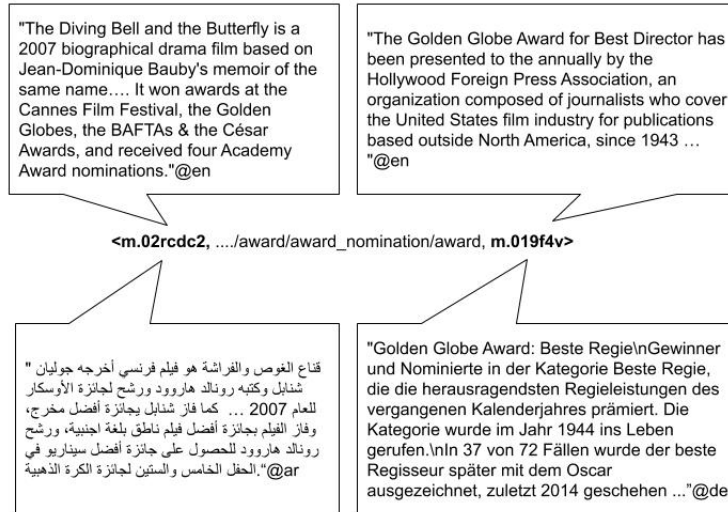 "The Diving Bell and the Butterfly is a
2007 biographical drama film based on
Jean-Dominique Bauby's memoir of the
same name.... It won awards at the
Cannes Film Festival, the Golden
Globes, the BAFTAs & the César
Awards, and received four Academy
Award nominations."@en
"The Golden Globe Award for Best Director has
been presented to the annually by the
Hollywood Foreign Press Association, an
organization composed of journalists who cover
the United States film industry for publications
based outside North America, since 1943 ...
"@en
<m.02rcdc2, ..../award/award_nomination/award, m.019f4v>
قناع الغوص والفراشة هو فيلم فرنسي أخرجه جوليان "
شنابل وكتبه رونالد هاروود ورشح لجائزة الأوسكار
للعام 2007 ... كما فاز شنابل يجائزة أفضل مخرج،
وفاز الفيلم بجائزة أفضل فيلم ناطق بلغة اجنبية، ورشح
رونالد هاروود للحصول على جائزة أفضل سيناريو في
الحفل الخامس والستين لجائزة الكرة الذهبية."@ar
"Golden Globe Award: Beste Regie\nGewinner
und Nominierte in der Kategorie Beste Regie,
die die herausragendsten Regieleistungen des
vergangenen Kalenderjahres prämiert. Die
Kategorie wurde im Jahr 1944 ins Leben
gerufen.\nIn 37 von 72 Fällen wurde der beste
Regisseur später mit dem Oscar
ausgezeichnet, zuletzt 2014 geschehen ..."@de